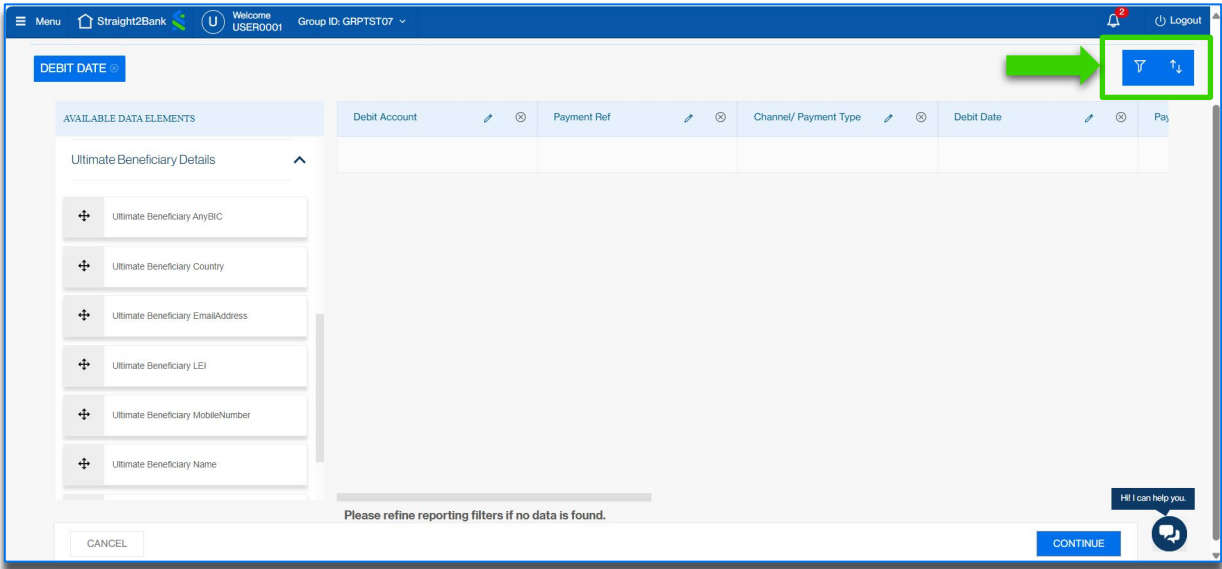 Menu
Straight2Bank
U
Welcome
USER0001
Group ID: GRPTST07
2
Logout
DEBIT DATE
AVAILABLE DATA ELEMENTS
Debit Account
Payment Ref
Channel/ Payment Type
Debit Date
Pay
Ultimate Beneficiary Details
Ultimate Beneficiary AnyBIC
Ultimate Beneficiary Country
Ultimate Beneficiary EmailAddress
Ultimate Beneficiary LEI
Ultimate Beneficiary MobileNumber
Ultimate Beneficiary Name
Please refine reporting filters if no data is found.
Hi! I can help you.
CANCEL
CONTINUE